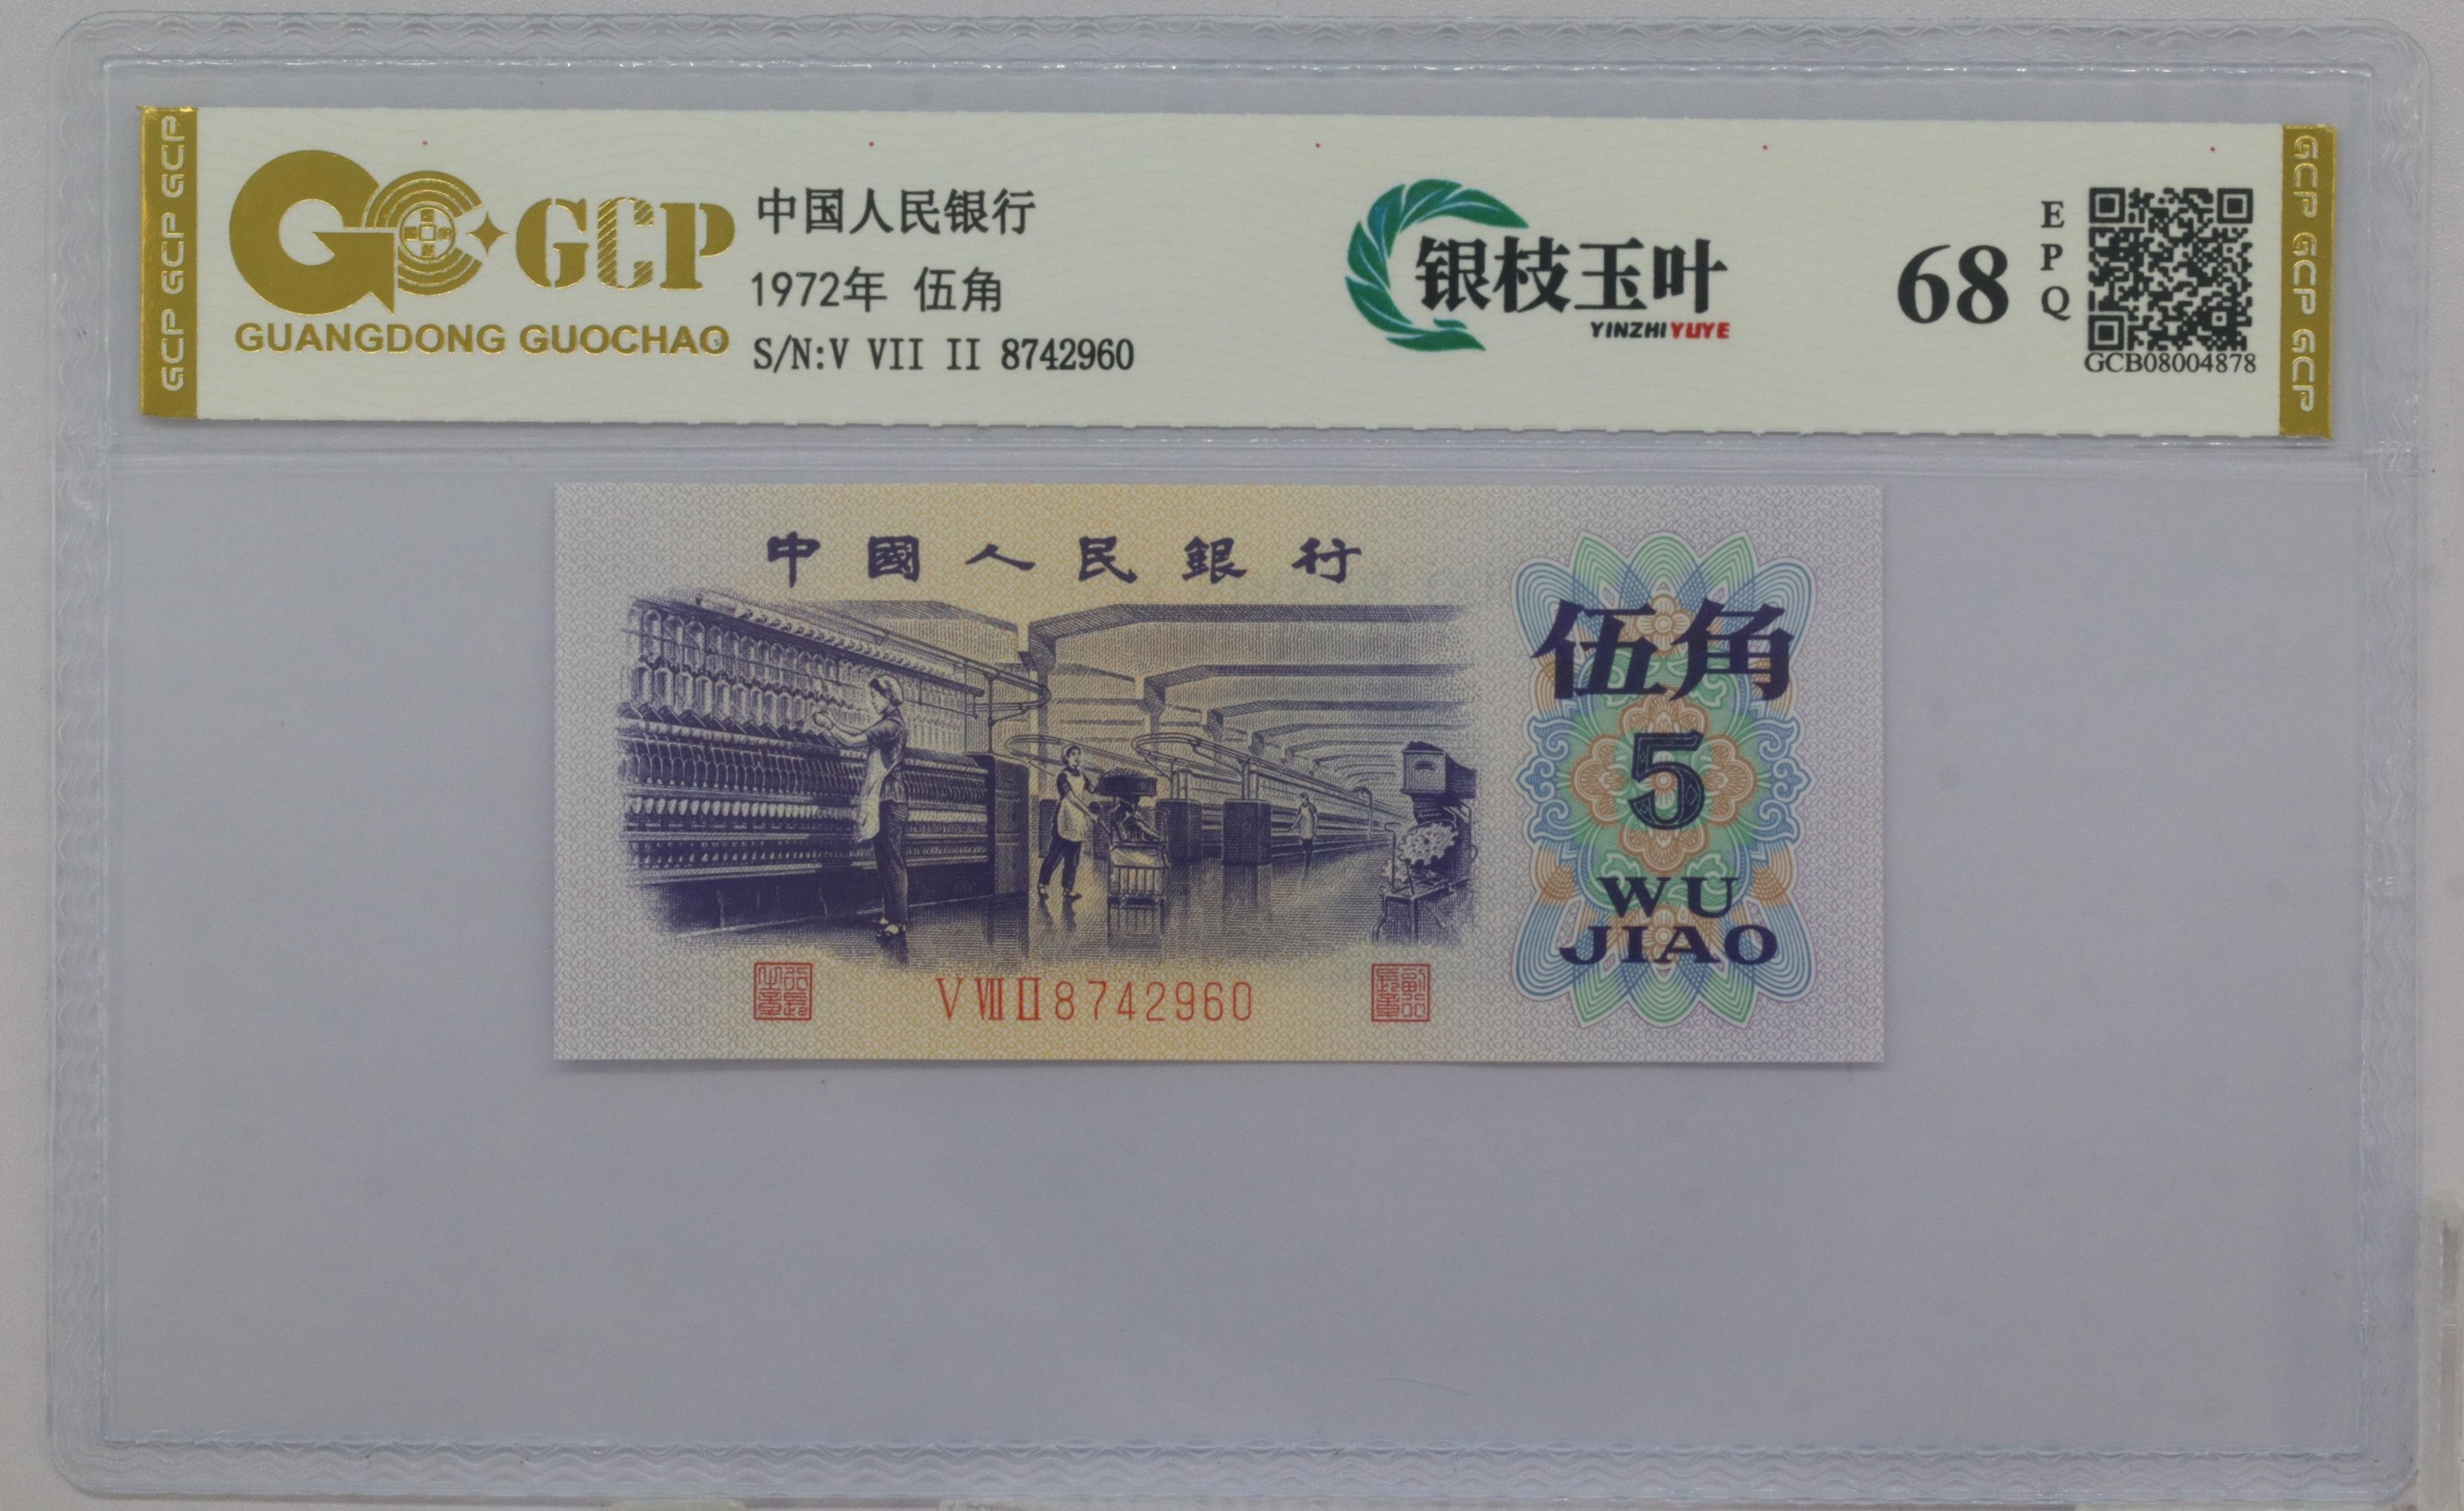 GCP GCP GCP
GCP
GUANGDONG GUOCHAO
中国人民银行
1972年 伍角
S/N:V VII II 8742960
银枝玉叶
YINZHIYUYE
68
EPQ
GCB08004878
GCP GCP GCP
中國人民銀行
伍角
5
WU
JIAO
V VII II 8742960